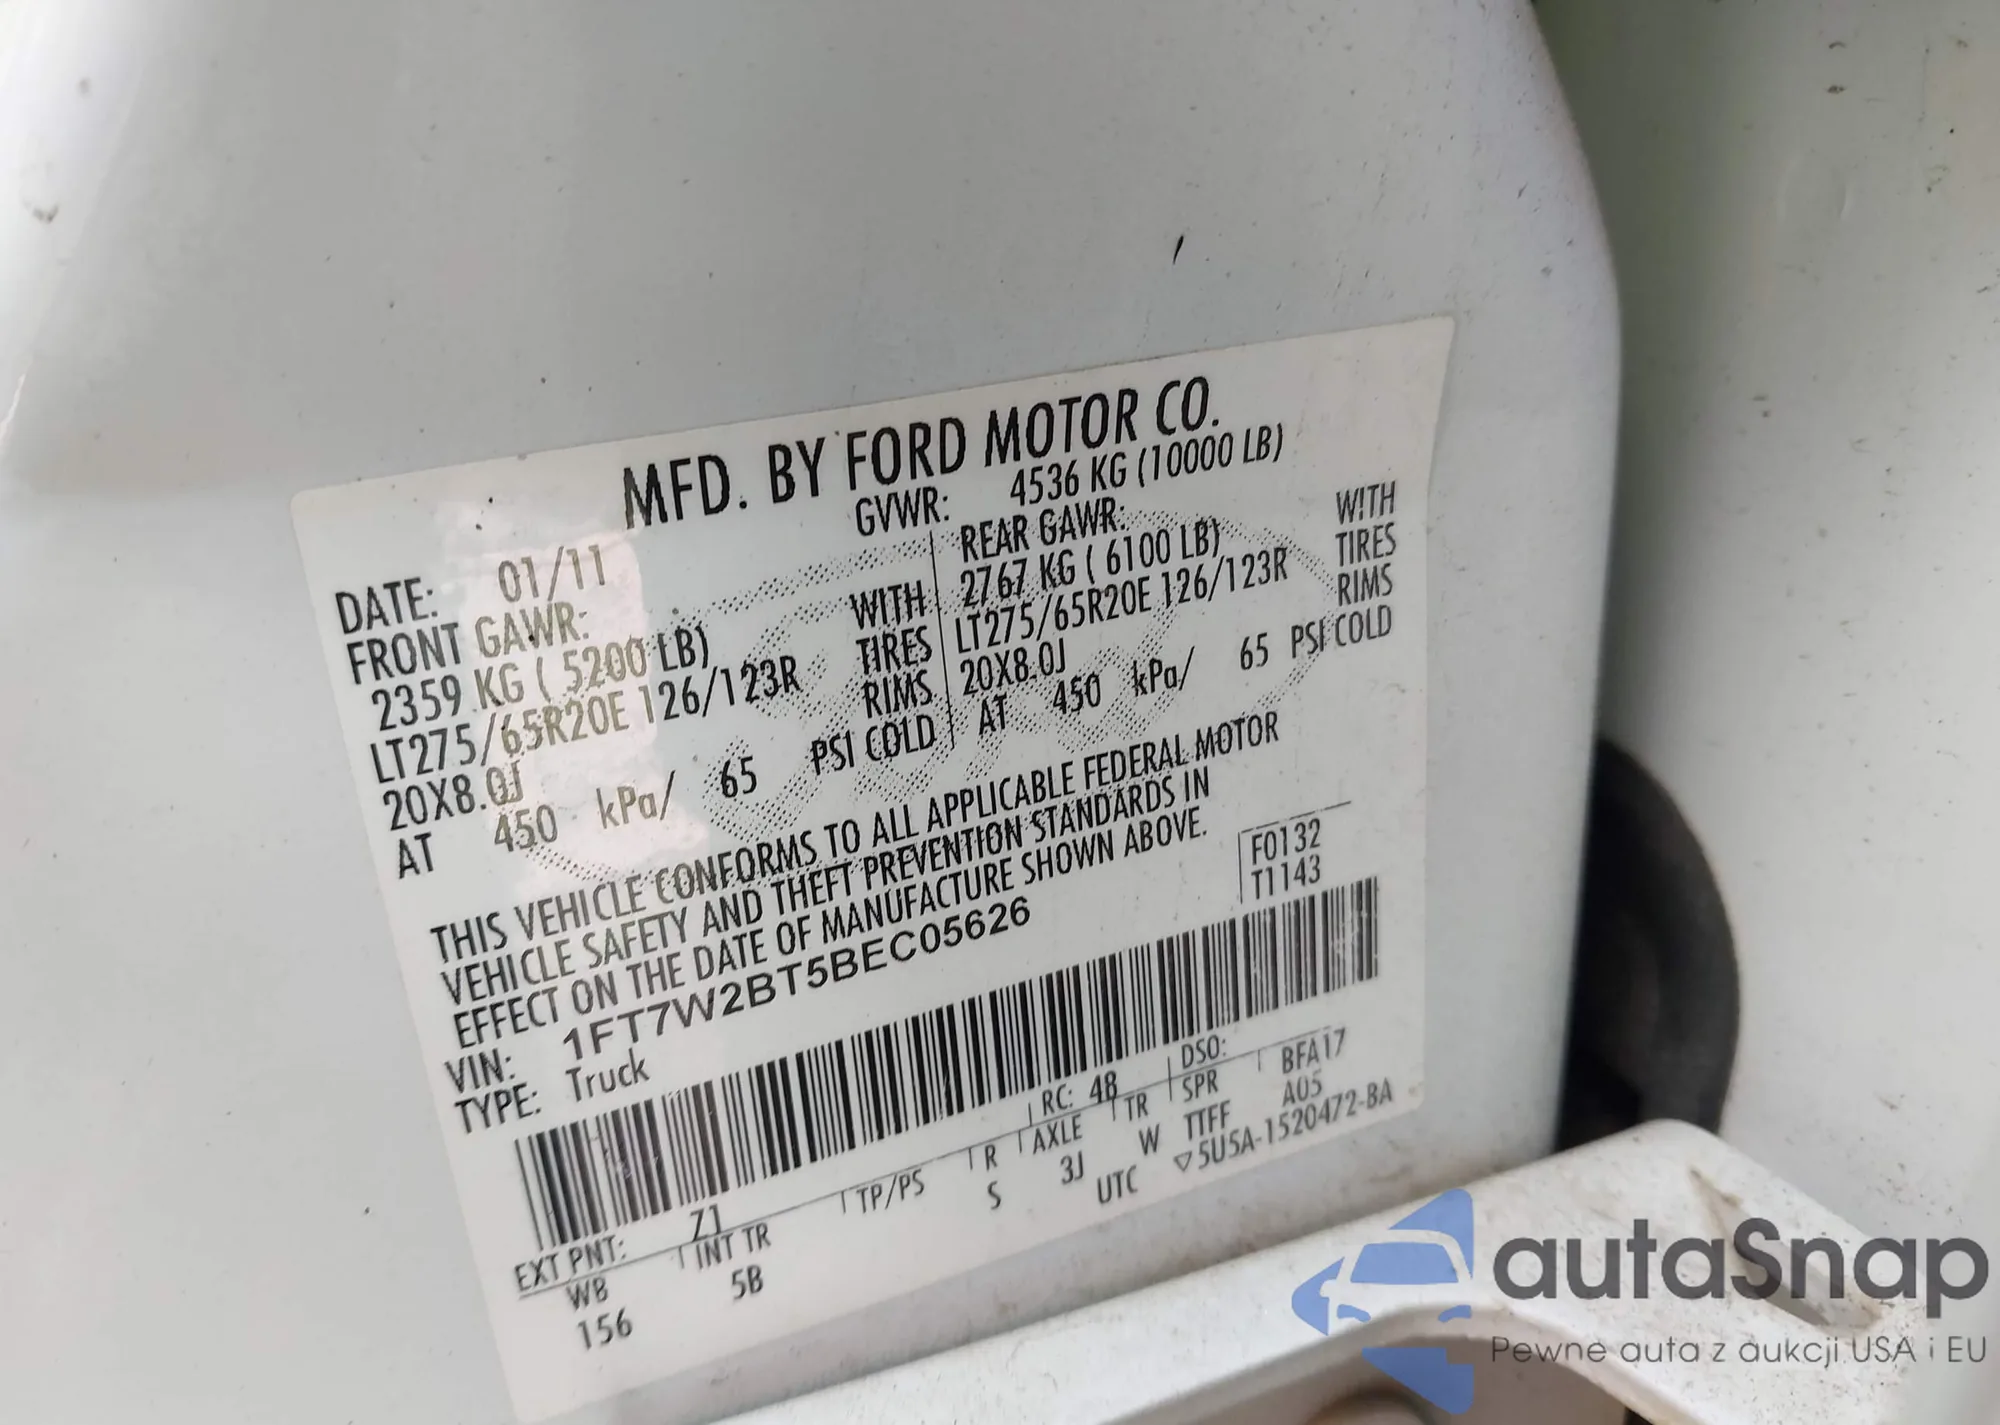 MFD. BY FORD MOTOR CO.
GVWR: 4536 KG (10000 LB)
DATE: 01/11
FRONT GAWR:
2359 KG ( 5200 LB) WITH
LT275/65R20E 126/123R TIRES
20X8.0J RIMS
AT 450 kPa/ 65 PSI COLD
REAR GAWR:
2767 KG ( 6100 LB) WITH
LT275/65R20E 126/123R TIRES
20X8.0J RIMS
AT 450 kPa/ 65 PSI COLD
THIS VEHICLE CONFORMS TO ALL APPLICABLE FEDERAL MOTOR
VEHICLE SAFETY AND THEFT PREVENTION STANDARDS IN
EFFECT ON THE DATE OF MANUFACTURE SHOWN ABOVE.
F0132
T1143
VIN: 1FT7W2BT5BEC05626
TYPE: Truck
EXT PNT: Z1 RC: 48 DSO: BFA17
WB INT TR TP/PS R AXLE TR SPR A05
156 5B S 3J W TTFF
UTC ▽5U5A-1520472-BA
autaSnap
Pewne auta z aukcji USA i EU